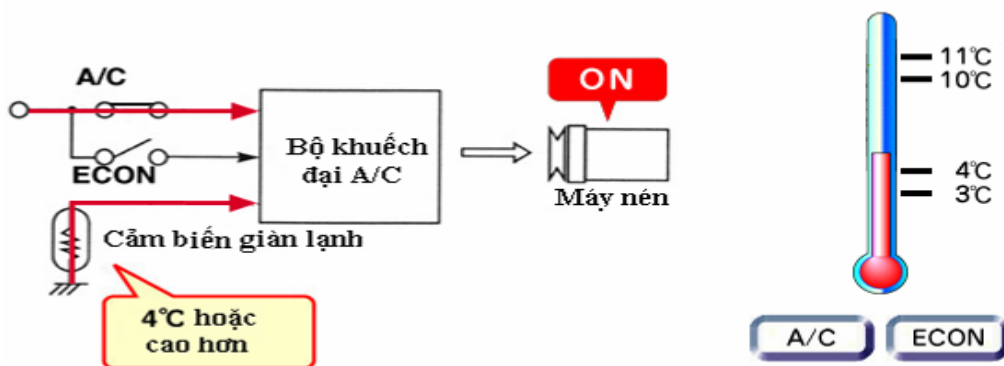 A/C
ECON
Bộ khuếch
đại A/C
ON
Máy nén
Cảm biến giàn lạnh
4°C hoặc
cao hơn
11°C
10°C
4°C
3°C
A/C ECON